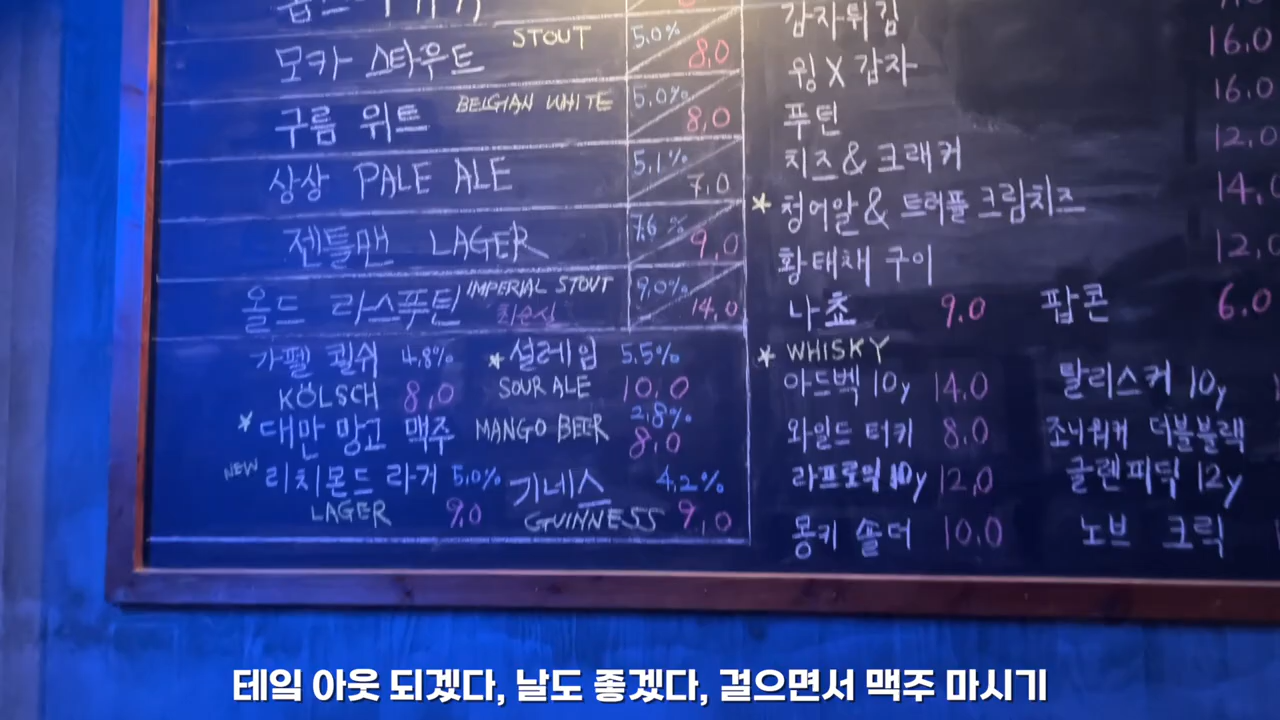 모카 스타우트 STOUT 5.0% 8.0
구름 위트 BELGIAN WHITE 5.0% 8.0
상상 PALE ALE 5.1% 7.0
젠틀맨 LAGER 7.6% 9.0
올드 라스푸틴 IMPERIAL STOUT 9.0% 14.0
가펠 퀠쉬 4.8%
KÖLSCH 8.0
★ 설레임 5.5%
SOUR ALE 10.0
★ 대만 망고 맥주 MANGO BEER 2.8% 8.0
NEW 리치몬드 라거 5.0%
LAGER 9.0
기네스 4.2%
GUINNESS 9.0
감자튀김
윙 X 감자 16.0
푸틴 16.0
치즈 & 크래커 12.0
★ 청어알 & 트러플 크림치즈 14.
황태채 구이 12.0
나쵸 9.0 팝콘 6.0
★ WHISKY
아드벡 10y 14.0 탈리스커 10y
와일드 터키 8.0 조니워커 더블블랙
라프로익 10y 12.0 글렌피딕 12y
몽키 숄더 10.0 노브 크릭
테잌 아웃 되겠다, 날도 좋겠다, 걸으면서 맥주 마시기